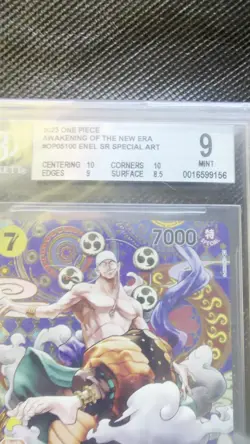 2023 ONE PIECE
AWAKENING OF THE NEW ERA
#OP05100 ENEL SR SPECIAL ART
CENTERING 10 CORNERS 10
EDGES 9 SURFACE 8.5
9
MINT
0016599156
7
7000
特